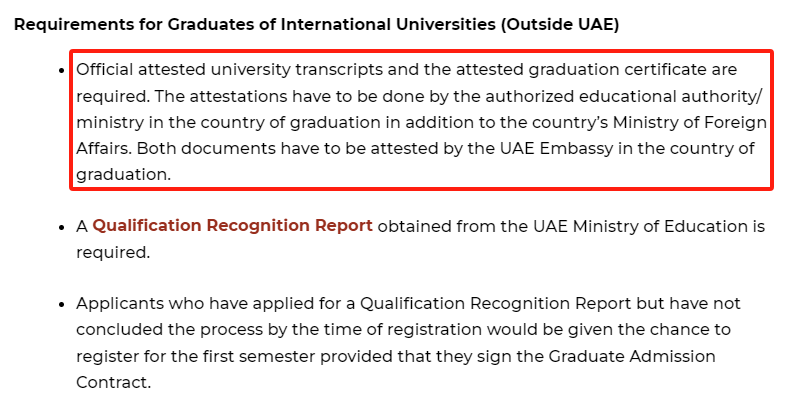 Requirements for Graduates of International Universities (Outside UAE)
• Official attested university transcripts and the attested graduation certificate are
required. The attestations have to be done by the authorized educational authority/
ministry in the country of graduation in addition to the country’s Ministry of Foreign
Affairs. Both documents have to be attested by the UAE Embassy in the country of
graduation.
• A Qualification Recognition Report obtained from the UAE Ministry of Education is
required.
• Applicants who have applied for a Qualification Recognition Report but have not
concluded the process by the time of registration would be given the chance to
register for the first semester provided that they sign the Graduate Admission
Contract.